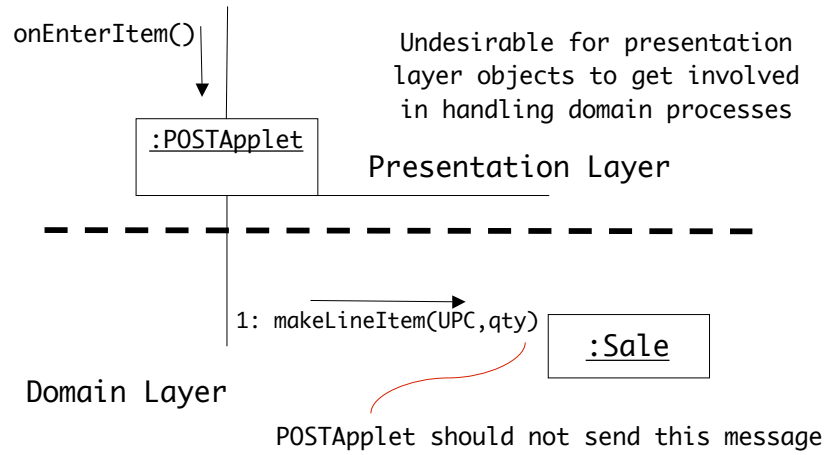 onEnterItem()
Undesirable for presentation
layer objects to get involved
in handling domain processes
:POSTApplet
Presentation Layer
1: makeLineItem(UPC,qty)
:Sale
Domain Layer
POSTApplet should not send this message